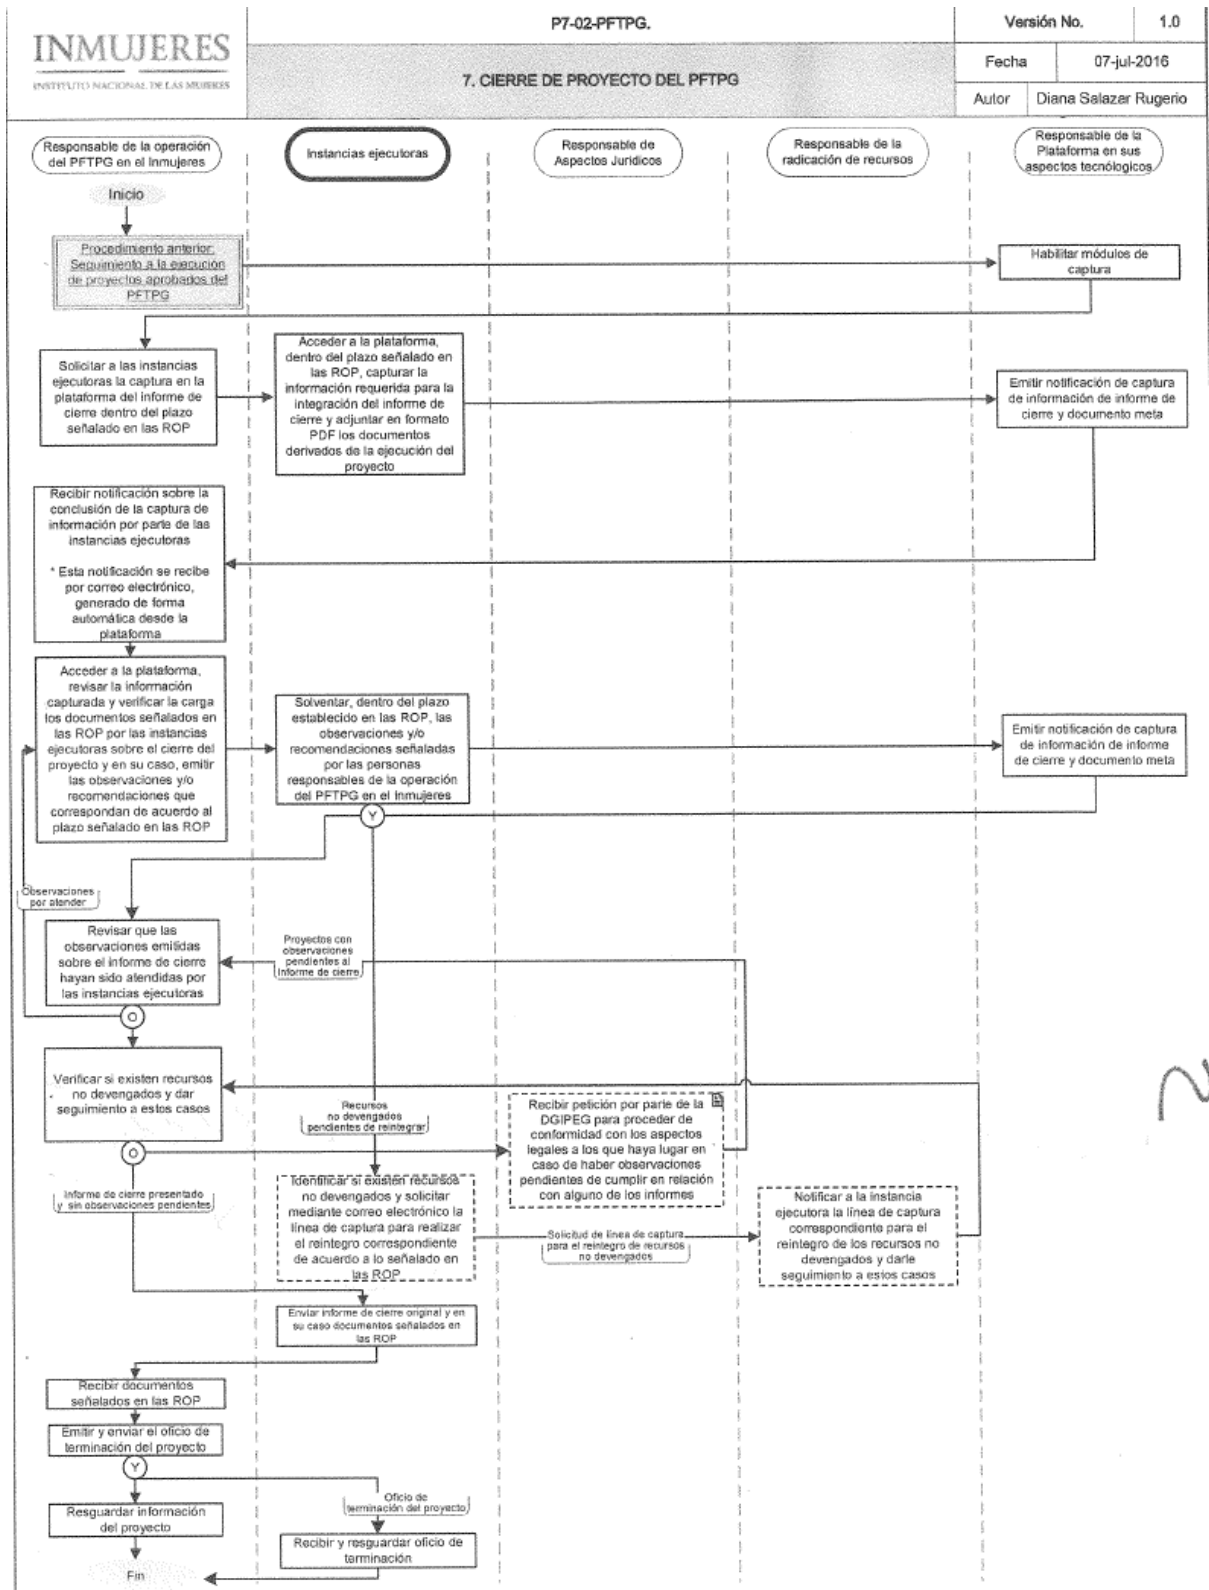 INMUJERES
INSTITUTO NACIONAL DE LAS MUJERES
P7-02-PFTPG.
7. CIERRE DE PROYECTO DEL PFTPG
Versión No.
1.0
Fecha
07-jul-2016
Autor
Diana Salazar Rugerio
Responsable de la operación
del PFTPG en el Inmujeres
Instancias ejecutoras
Responsable de
Aspectos Jurídicos
Responsable de la
radicación de recursos
Responsable de la
Plataforma en sus
aspectos tecnólogicos
Inicio
Procedimiento anterior:
Seguimiento a la ejecución
de proyectos aprobados del
PFTPG
Habilitar módulos de
captura
Solicitar a las instancias
ejecutoras la captura en la
plataforma del informe de
cierre dentro del plazo
señalado en las ROP
Acceder a la plataforma,
dentro del plazo señalado en
las ROP, capturar la
información requerida para la
integración del informe de
cierre y adjuntar en formato
PDF los documentos
derivados de la ejecución del
proyecto
Emitir notificación de captura
de información de informe de
cierre y documento meta
Recibir notificación sobre la
conclusión de la captura de
información por parte de las
instancias ejecutoras
* Esta notificación se recibe
por correo electrónico,
generado de forma
automática desde la
plataforma
Acceder a la plataforma,
revisar la información
capturada y verificar la carga
los documentos señalados en
las ROP por las instancias
ejecutoras sobre el cierre del
proyecto y en su caso, emitir
las observaciones y/o
recomendaciones que
correspondan de acuerdo al
plazo señalado en las ROP
Solventar, dentro del plazo
establecido en las ROP, las
observaciones y/o
recomendaciones señaladas
por las personas
responsables de la operación
del PFTPG en el Inmujeres
Emitir notificación de captura
de información de informe
de cierre y documento meta
Y
Observaciones
por atender
Revisar que las
observaciones emitidas
sobre el informe de cierre
hayan sido atendidas por
las instancias ejecutoras
Proyectos con
observaciones
pendientes al
informe de cierre
O
Verificar si existen recursos
no devengados y dar
seguimiento a estos casos
Recursos
no devengados
pendientes de reintegrar
Recibir petición por parte de la
DGIPEG para proceder de
conformidad con los aspectos
legales a los que haya lugar en
caso de haber observaciones
pendientes de cumplir en relación
con alguno de los informes
O
Informe de cierre presentado
y sin observaciones pendientes
Identificar si existen recursos
no devengados y solicitar
mediante correo electrónico la
línea de captura para realizar
el reintegro correspondiente
de acuerdo a lo señalado en
las ROP
Solicitud de línea de captura
para el reintegro de recursos
no devengados
Notificar a la instancia
ejecutora la línea de captura
correspondiente para el
reintegro de los recursos no
devengados y darle
seguimiento a estos casos
Enviar informe de cierre original y en
su caso documentos señalados en
las ROP
Recibir documentos
señalados en las ROP
Emitir y enviar el oficio de
terminación del proyecto
Y
Resguardar información
del proyecto
Oficio de
terminación del proyecto
Recibir y resguardar oficio de
terminación
Fin